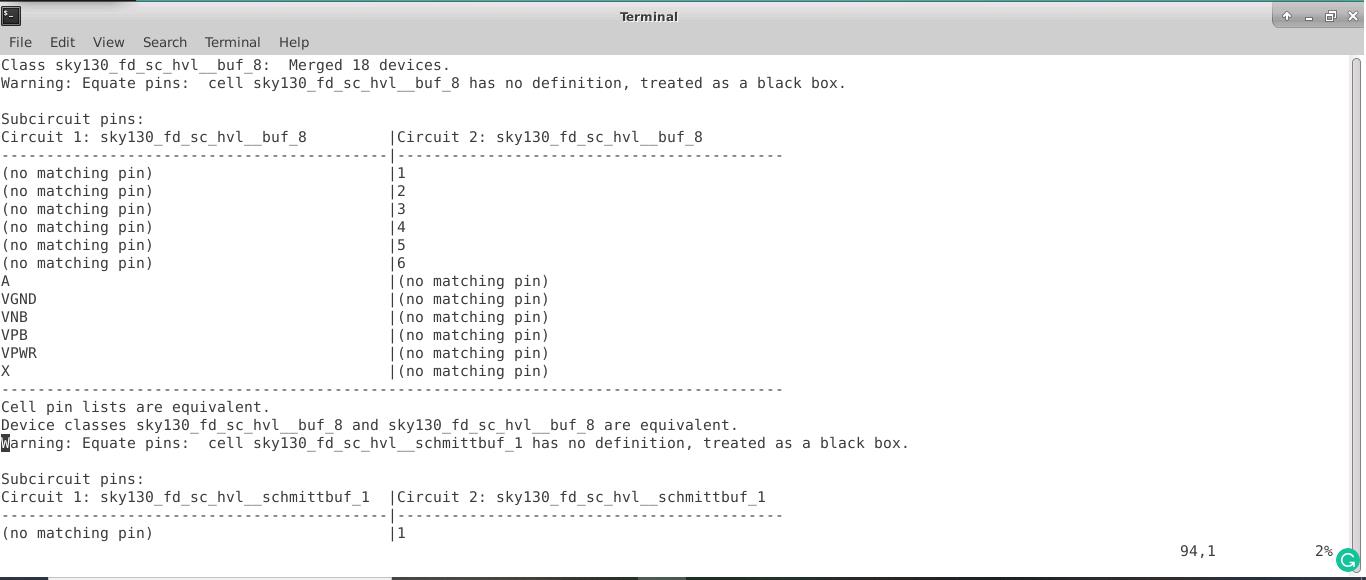 Terminal
File Edit View Search Terminal Help
Class sky130_fd_sc_hvl__buf_8:  Merged 18 devices.
Warning: Equate pins:  cell sky130_fd_sc_hvl__buf_8 has no definition, treated as a black box.
Subcircuit pins:
Circuit 1: sky130_fd_sc_hvl__buf_8         |Circuit 2: sky130_fd_sc_hvl__buf_8
-------------------------------------------|-------------------------------------------
(no matching pin)                          |1
(no matching pin)                          |2
(no matching pin)                          |3
(no matching pin)                          |4
(no matching pin)                          |5
(no matching pin)                          |6
A                                          |(no matching pin)
VGND                                       |(no matching pin)
VNB                                        |(no matching pin)
VPB                                        |(no matching pin)
VPWR                                       |(no matching pin)
X                                          |(no matching pin)
---------------------------------------------------------------------------------------
Cell pin lists are equivalent.
Device classes sky130_fd_sc_hvl__buf_8 and sky130_fd_sc_hvl__buf_8 are equivalent.
Warning: Equate pins:  cell sky130_fd_sc_hvl__schmittbuf_1 has no definition, treated as a black box.
Subcircuit pins:
Circuit 1: sky130_fd_sc_hvl__schmittbuf_1  |Circuit 2: sky130_fd_sc_hvl__schmittbuf_1
-------------------------------------------|-------------------------------------------
(no matching pin)                          |1
94,1 2%